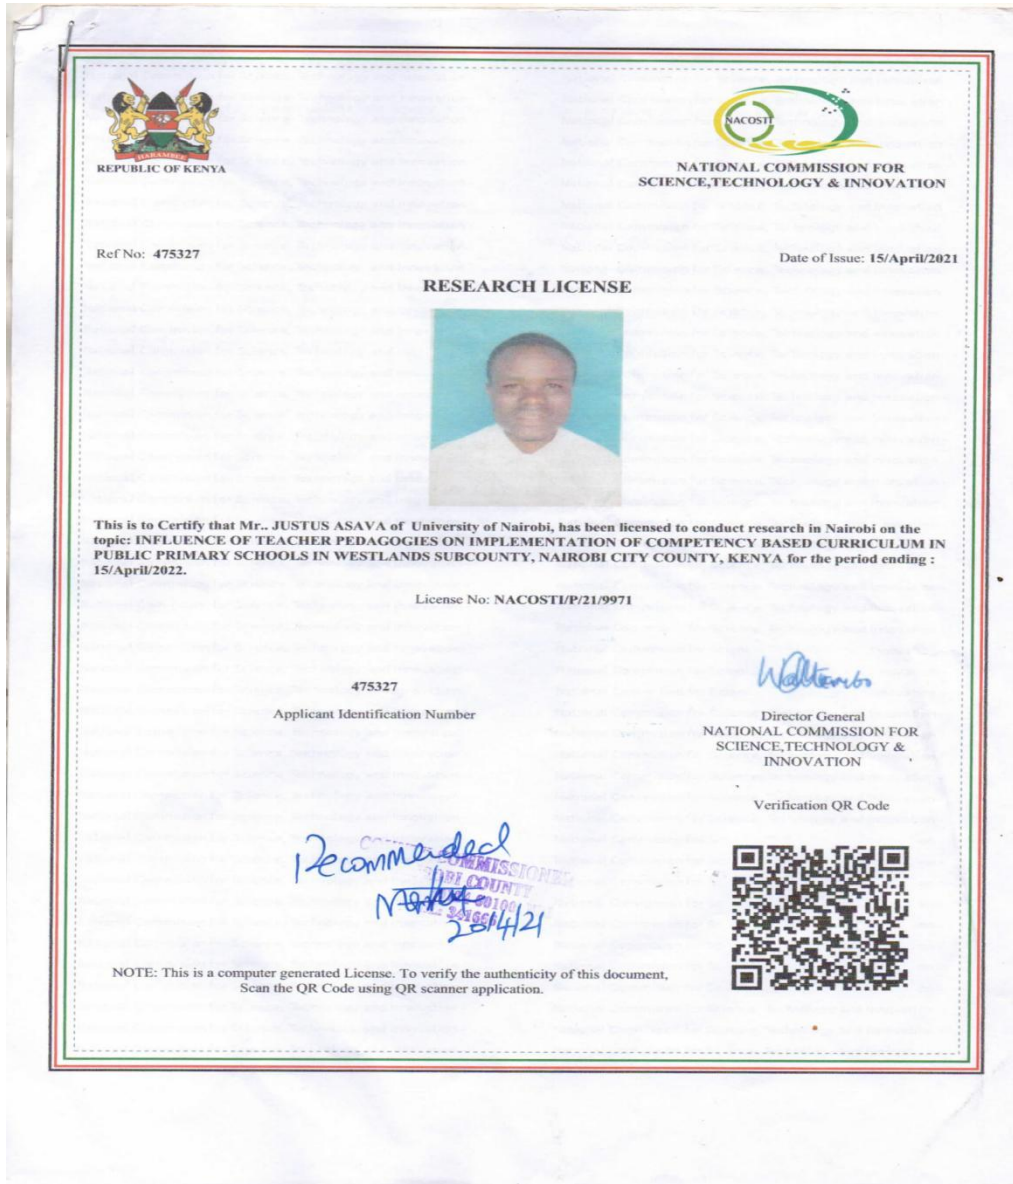 HARAMBEE
REPUBLIC OF KENYA
NACOSTI
NATIONAL COMMISSION FOR
SCIENCE,TECHNOLOGY & INNOVATION
Ref No: 475327
Date of Issue: 15/April/2021
RESEARCH LICENSE
This is to Certify that Mr.. JUSTUS ASAVA of University of Nairobi, has been licensed to conduct research in Nairobi on the
topic: INFLUENCE OF TEACHER PEDAGOGIES ON IMPLEMENTATION OF COMPETENCY BASED CURRICULUM IN
PUBLIC PRIMARY SCHOOLS IN WESTLANDS SUBCOUNTY, NAIROBI CITY COUNTY, KENYA for the period ending :
15/April/2022.
License No: NACOSTI/P/21/9971
475327
Applicant Identification Number
Director General
NATIONAL COMMISSION FOR
SCIENCE,TECHNOLOGY &
INNOVATION
Verification QR Code
Recommended
COMMISSIONER
COUNTY
20/4/21
NOTE: This is a computer generated License. To verify the authenticity of this document,
Scan the QR Code using QR scanner application.